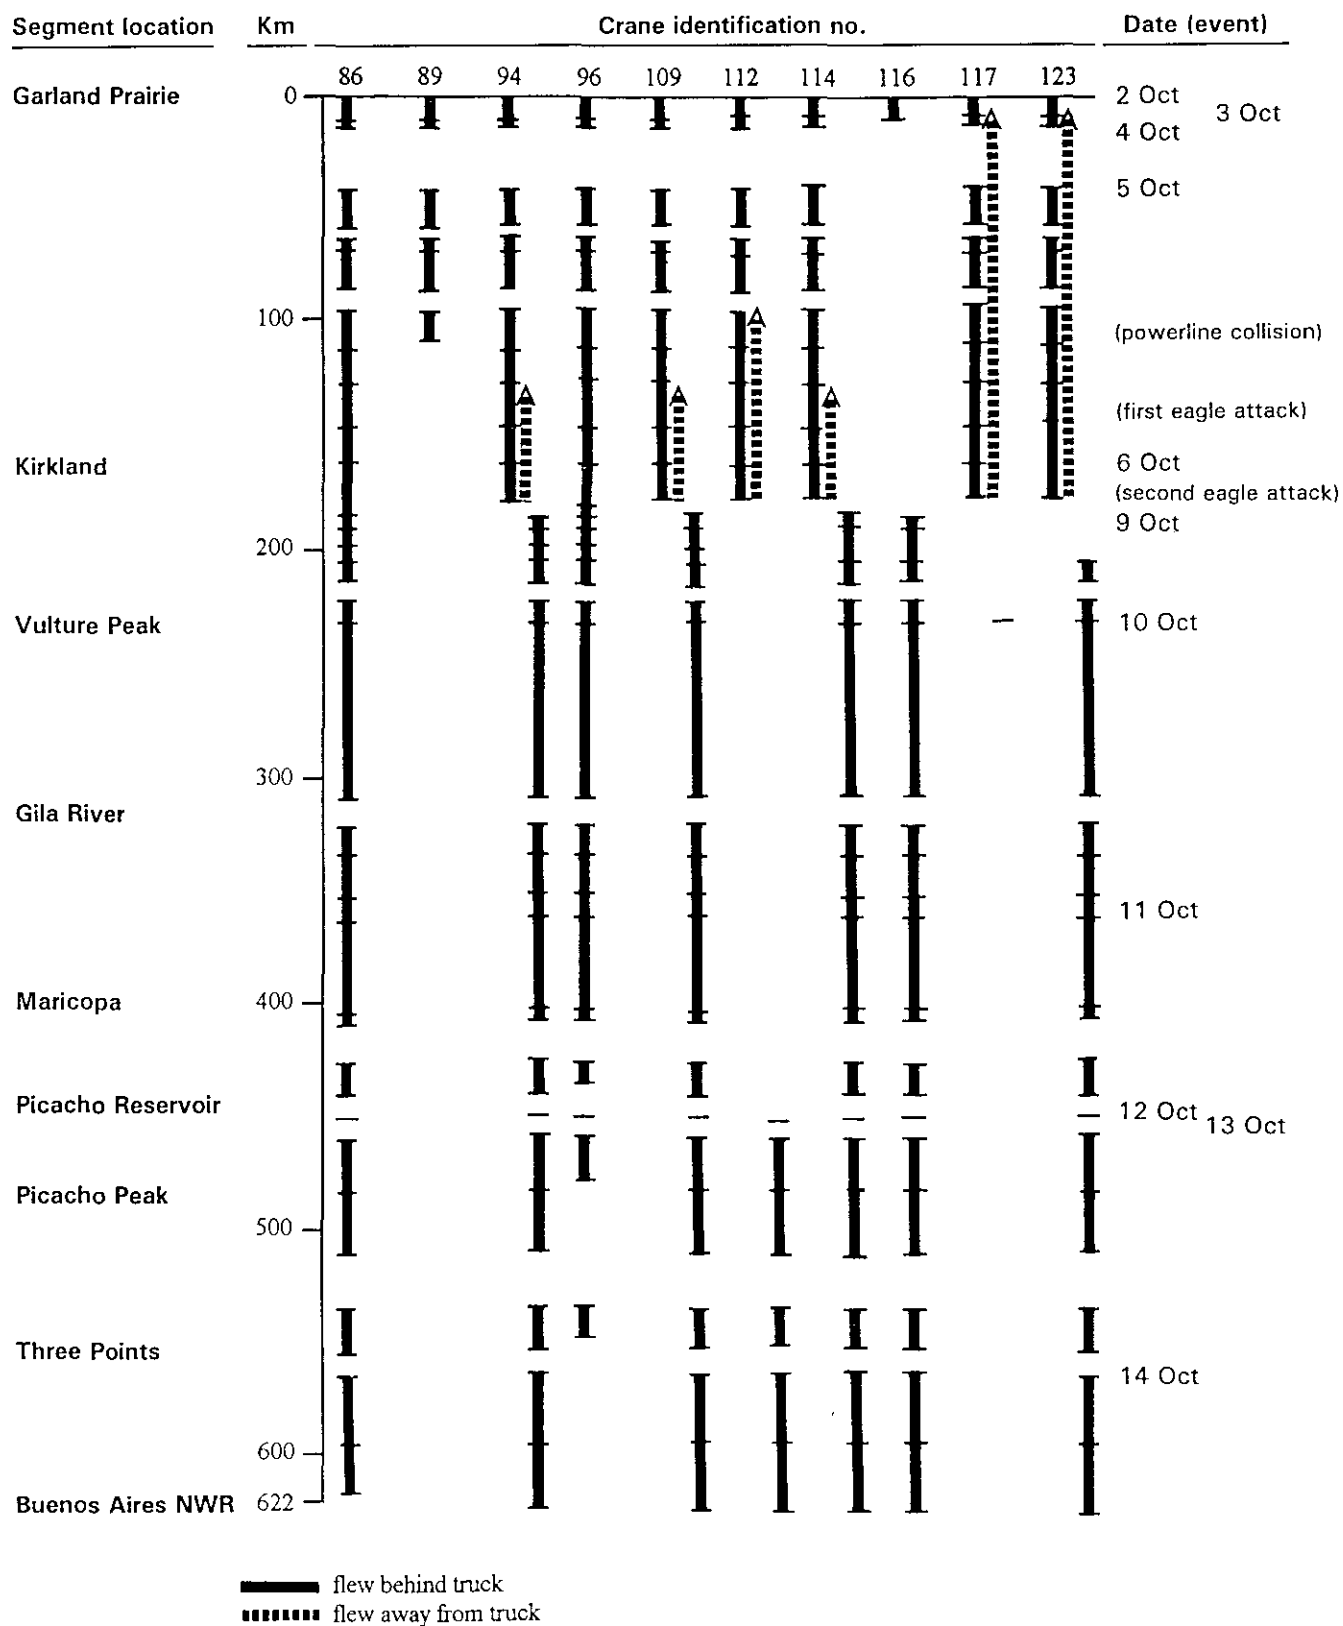 Segment location Km Crane identification no. Date (event)
86 89 94 96 109 112 114 116 117 123
Garland Prairie 0 2 Oct
3 Oct
4 Oct
5 Oct
100 (powerline collision)
(first eagle attack)
Kirkland 6 Oct
(second eagle attack)
9 Oct
200
Vulture Peak 10 Oct
300
Gila River
11 Oct
Maricopa 400
Picacho Reservoir 12 Oct
13 Oct
Picacho Peak
500
Three Points
14 Oct
600
Buenos Aires NWR 622
flew behind truck
flew away from truck